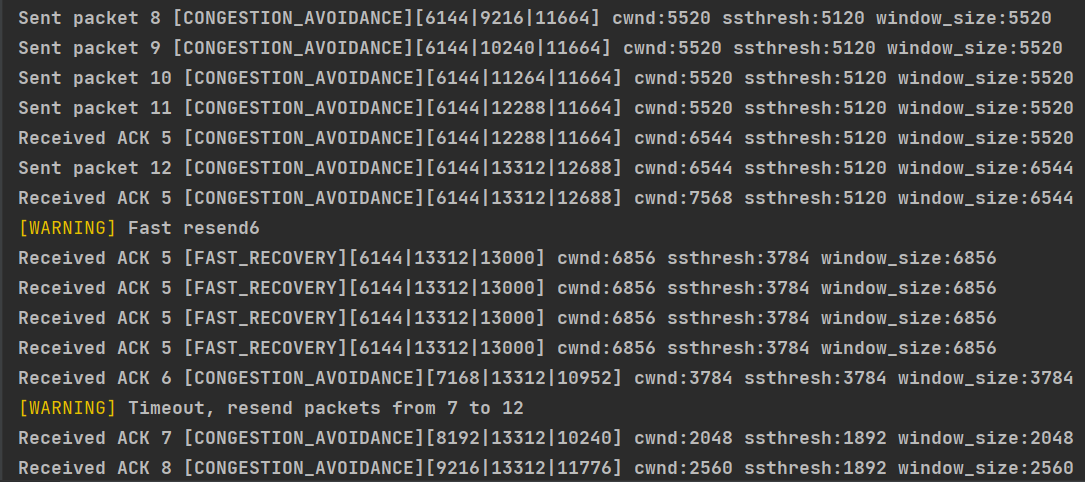 Sent packet 8 [CONGESTION_AVOIDANCE][6144|9216|11664] cwnd:5520 ssthresh:5120 window_size:5520
Sent packet 9 [CONGESTION_AVOIDANCE][6144|10240|11664] cwnd:5520 ssthresh:5120 window_size:5520
Sent packet 10 [CONGESTION_AVOIDANCE][6144|11264|11664] cwnd:5520 ssthresh:5120 window_size:5520
Sent packet 11 [CONGESTION_AVOIDANCE][6144|12288|11664] cwnd:5520 ssthresh:5120 window_size:5520
Received ACK 5 [CONGESTION_AVOIDANCE][6144|12288|11664] cwnd:6544 ssthresh:5120 window_size:5520
Sent packet 12 [CONGESTION_AVOIDANCE][6144|13312|12688] cwnd:6544 ssthresh:5120 window_size:6544
Received ACK 5 [CONGESTION_AVOIDANCE][6144|13312|12688] cwnd:7568 ssthresh:5120 window_size:6544
[WARNING] Fast resend6
Received ACK 5 [FAST_RECOVERY][6144|13312|13000] cwnd:6856 ssthresh:3784 window_size:6856
Received ACK 5 [FAST_RECOVERY][6144|13312|13000] cwnd:6856 ssthresh:3784 window_size:6856
Received ACK 5 [FAST_RECOVERY][6144|13312|13000] cwnd:6856 ssthresh:3784 window_size:6856
Received ACK 5 [FAST_RECOVERY][6144|13312|13000] cwnd:6856 ssthresh:3784 window_size:6856
Received ACK 6 [CONGESTION_AVOIDANCE][7168|13312|10952] cwnd:3784 ssthresh:3784 window_size:3784
[WARNING] Timeout, resend packets from 7 to 12
Received ACK 7 [CONGESTION_AVOIDANCE][8192|13312|10240] cwnd:2048 ssthresh:1892 window_size:2048
Received ACK 8 [CONGESTION_AVOIDANCE][9216|13312|11776] cwnd:2560 ssthresh:1892 window_size:2560